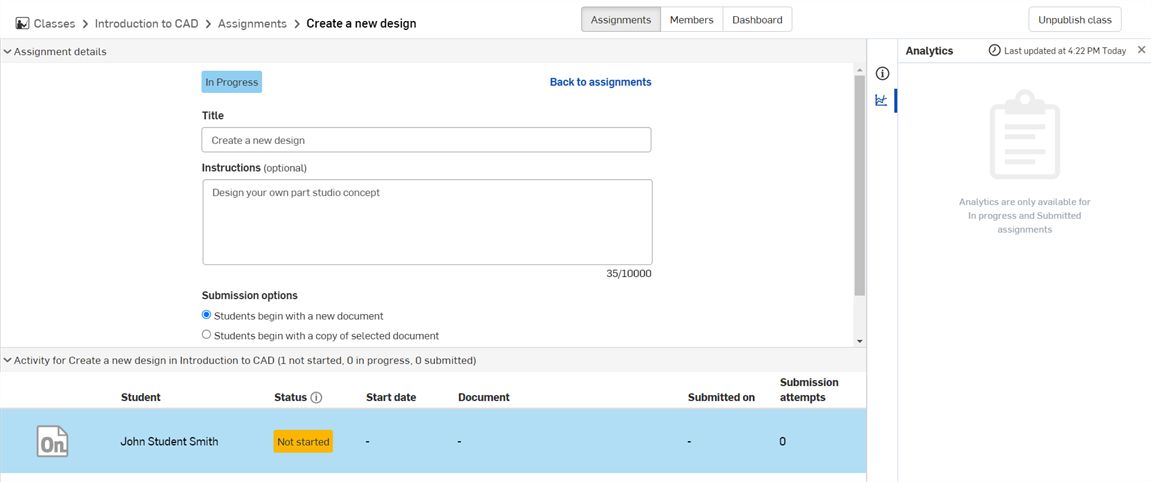 Classes > Introduction to CAD > Assignments > Create a new design
Assignments Members Dashboard
Unpublish class
Assignment details
In Progress
Back to assignments
Title
Create a new design
Instructions (optional)
Design your own part studio concept
35/10000
Submission options
Students begin with a new document
Students begin with a copy of selected document
Analytics
Last updated at 4:22 PM Today
Analytics are only available for
In progress and Submitted
assignments
Activity for Create a new design in Introduction to CAD (1 not started, 0 in progress, 0 submitted)
Student Status Start date Document Submitted on Submission attempts
On
John Student Smith Not started - - - 0